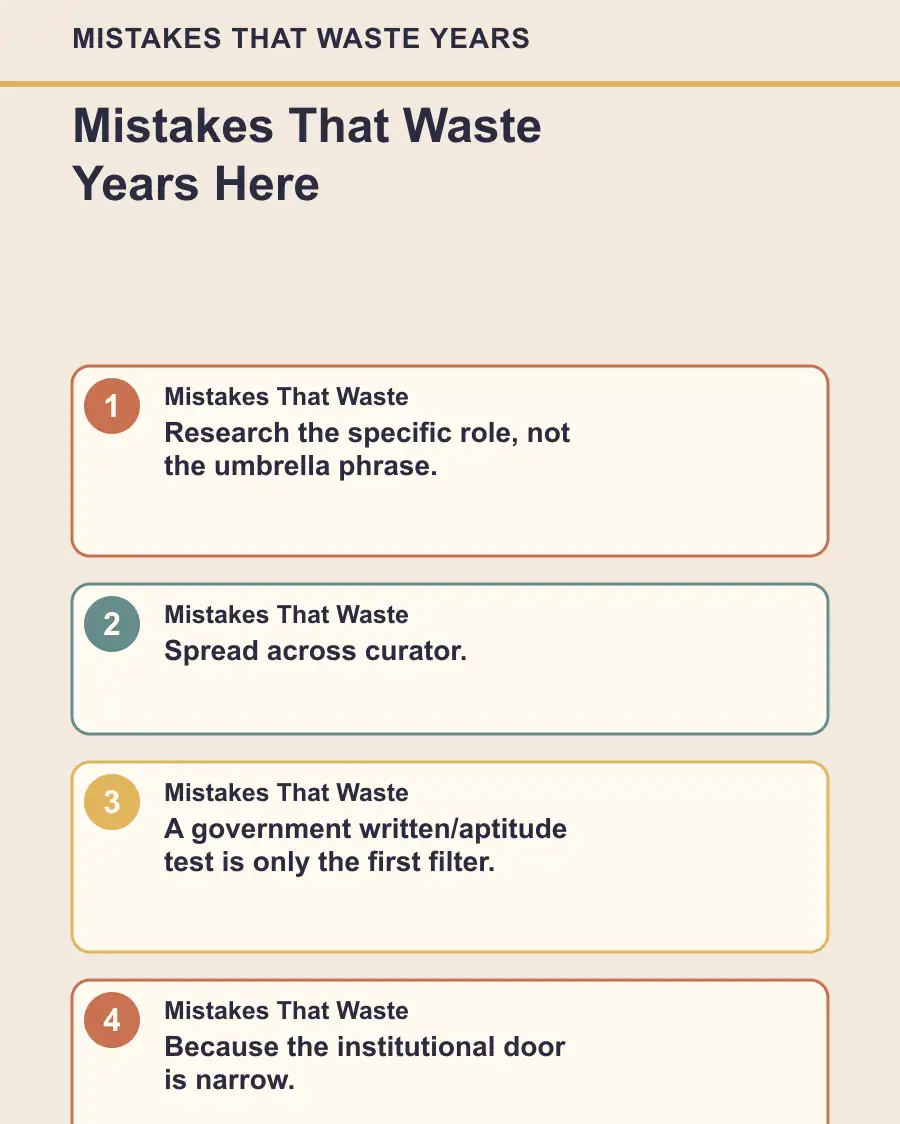 MISTAKES THAT WASTE YEARS
Mistakes That Waste
Years Here
1
Mistakes That Waste
Research the specific role, not
the umbrella phrase.
2
Mistakes That Waste
Spread across curator.
3
Mistakes That Waste
A government written/aptitude
test is only the first filter.
4
Mistakes That Waste
Because the institutional door
is narrow.